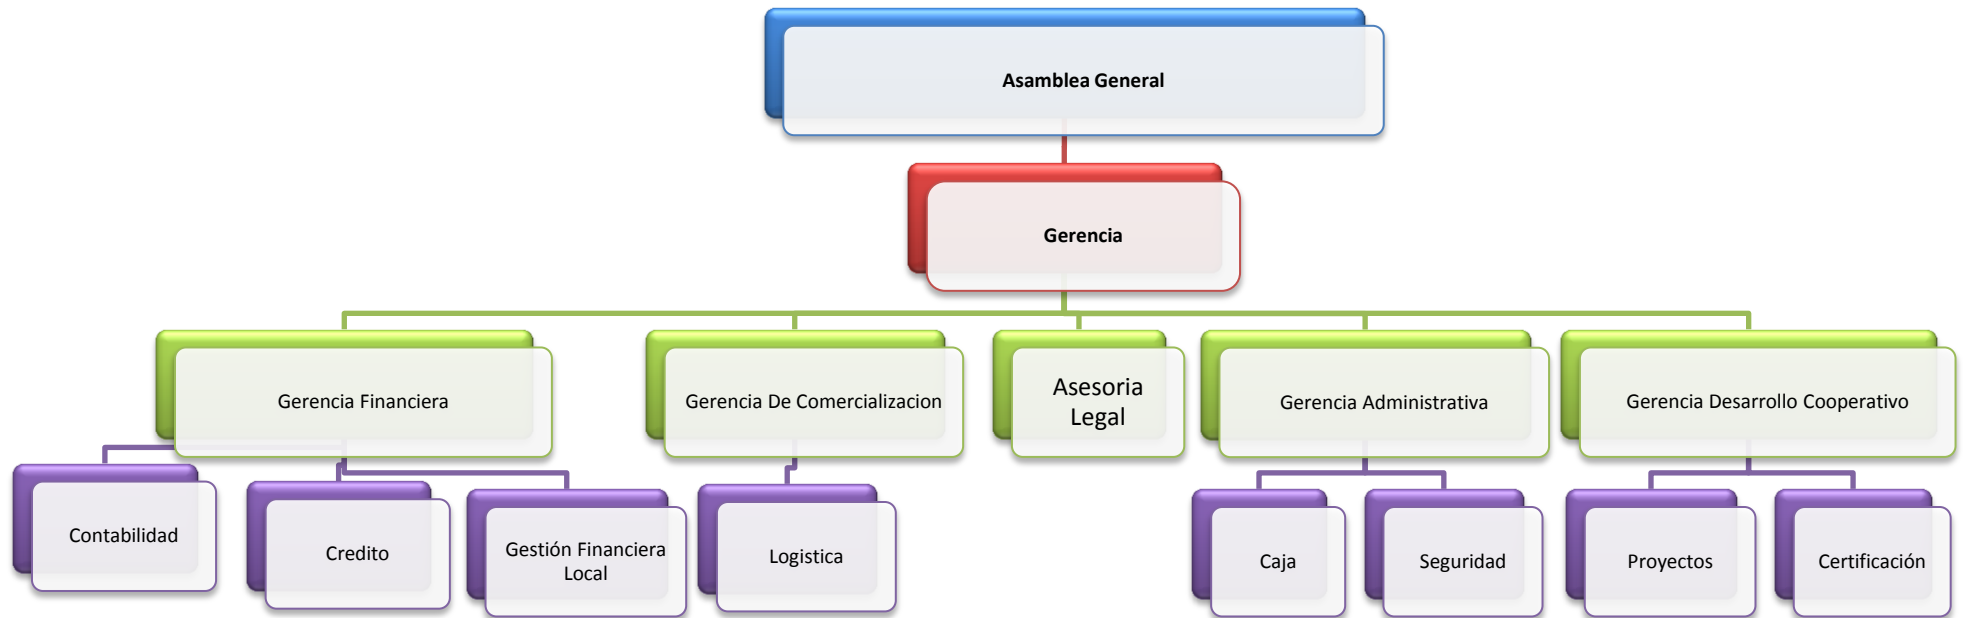 Asamblea General
Gerencia
Gerencia Financiera
Gerencia De Comercializacion
Asesoria
Legal
Gerencia Administrativa
Gerencia Desarrollo Cooperativo
Contabilidad
Credito
Gestión Financiera
Local
Logistica
Caja
Seguridad
Proyectos
Certificación